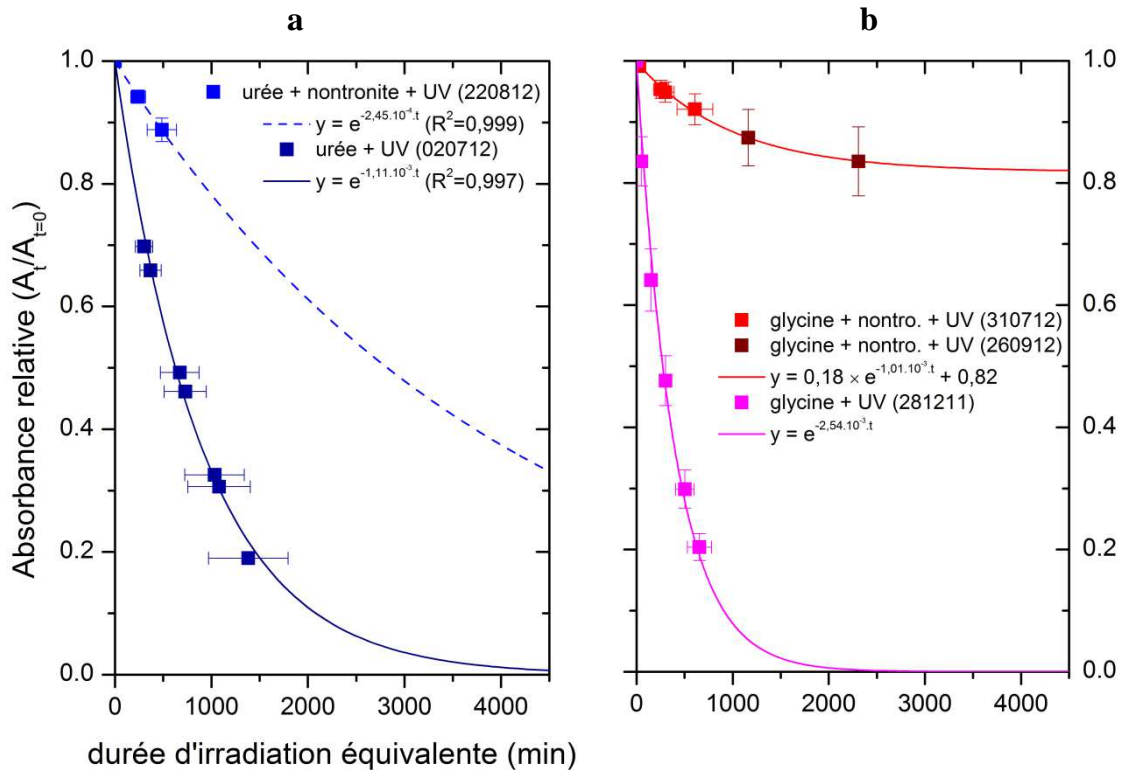 a
b
Absorbance relative (A_t/A_{t=0})
1.0
0.8
0.6
0.4
0.2
0.0
0
1000
2000
3000
4000
urée + nontronite + UV (220812)
y = e^{-2,45.10^{-4}.t} (R²=0,999)
urée + UV (020712)
y = e^{-1,11.10^{-3}.t} (R²=0,997)
durée d'irradiation équivalente (min)
1.0
0.8
0.6
0.4
0.2
0.0
0
1000
2000
3000
4000
glycine + nontro. + UV (310712)
glycine + nontro. + UV (260912)
y = 0,18 × e^{-1,01.10^{-3}.t} + 0,82
glycine + UV (281211)
y = e^{-2,54.10^{-3}.t}